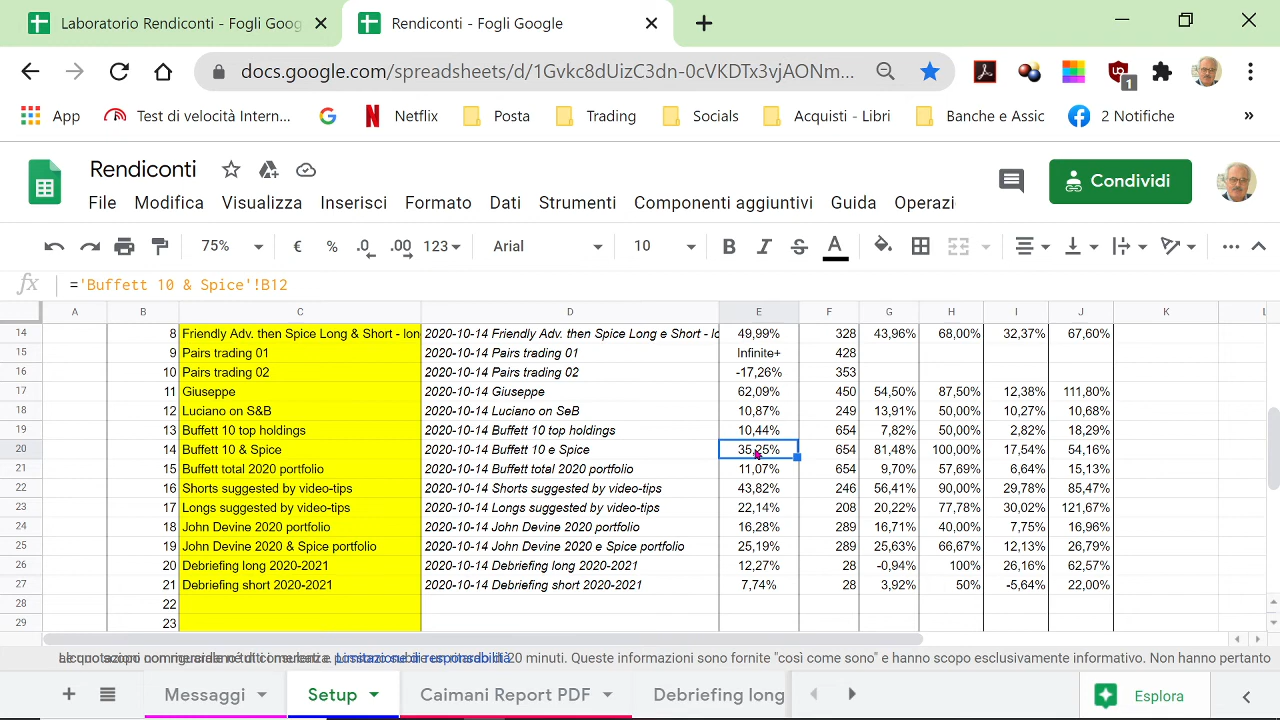 Laboratorio Rendiconti - Fogli Goog
Rendiconti - Fogli Google
docs.google.com/spreadsheets/d/1Gvkc8dUizC3dn-0cVKDTx3vjAONm...
1
App Test di velocità Intern... Netflix Posta Trading Socials Acquisti - Libri Banche e Assic 2 Notifiche »
Rendiconti
Condividi
File Modifica Visualizza Inserisci Formato Dati Strumenti Componenti aggiuntivi Guida Operazi
75% € % .0 .00 123 Arial 10 B I S A
fx ='Buffett 10 & Spice'!B12
A B C D E F G H I J K L
14 8 Friendly Adv. then Spice Long & Short - lon 2020-10-14 Friendly Adv. then Spice Long e Short - lo 49,99% 328 43,96% 68,00% 32,37% 67,60%
15 9 Pairs trading 01 2020-10-14 Pairs trading 01 Infinite+ 428
16 10 Pairs trading 02 2020-10-14 Pairs trading 02 -17,26% 353
17 11 Giuseppe 2020-10-14 Giuseppe 62,09% 450 54,50% 87,50% 12,38% 111,80%
18 12 Luciano on S&B 2020-10-14 Luciano on SeB 10,87% 249 13,91% 50,00% 10,27% 10,68%
19 13 Buffett 10 top holdings 2020-10-14 Buffett 10 top holdings 10,44% 654 7,82% 50,00% 2,82% 18,29%
20 14 Buffett 10 & Spice 2020-10-14 Buffett 10 e Spice 35,25% 654 81,48% 100,00% 17,54% 54,16%
21 15 Buffett total 2020 portfolio 2020-10-14 Buffett total 2020 portfolio 11,07% 654 9,70% 57,69% 6,64% 15,13%
22 16 Shorts suggested by video-tips 2020-10-14 Shorts suggested by video-tips 43,82% 246 56,41% 90,00% 29,78% 85,47%
23 17 Longs suggested by video-tips 2020-10-14 Longs suggested by video-tips 22,14% 208 20,22% 77,78% 30,02% 121,67%
24 18 John Devine 2020 portfolio 2020-10-14 John Devine 2020 portfolio 16,28% 289 16,71% 40,00% 7,75% 16,96%
25 19 John Devine 2020 & Spice portfolio 2020-10-14 John Devine 2020 e Spice portfolio 25,19% 289 25,63% 66,67% 12,13% 26,79%
26 20 Debriefing long 2020-2021 2020-10-14 Debriefing long 2020-2021 12,27% 28 -0,94% 100% 26,16% 62,57%
27 21 Debriefing short 2020-2021 2020-10-14 Debriefing short 2020-2021 7,74% 28 3,92% 50% -5,64% 22,00%
28 22
29 23
di 20 minuti. Queste informazioni sono fornite "così come sono" e hanno scopo esclusivamente informativo. Non hanno pertanto
Messaggi Setup Caimani Report PDF Debriefing long Esplora